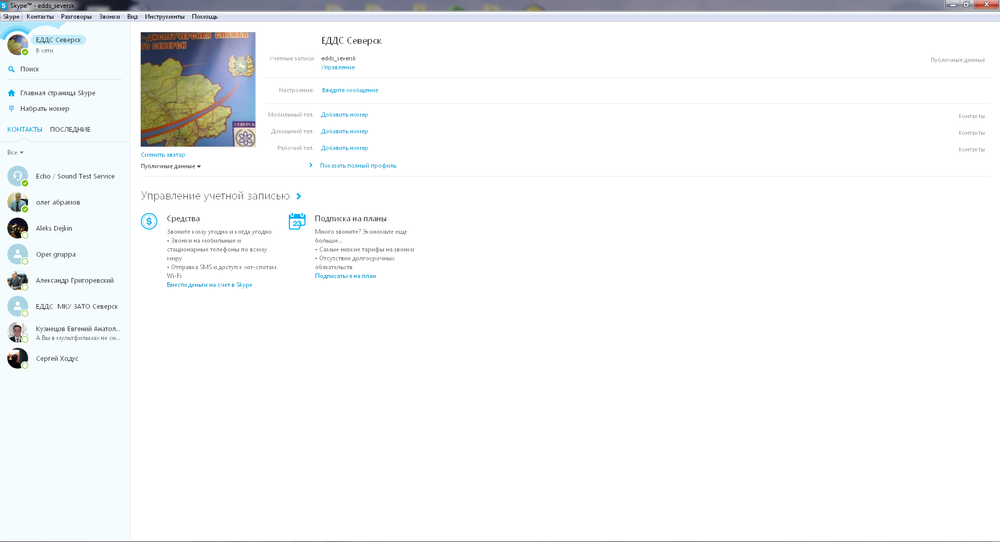 Skype™ - edds_seversk
Skype Контакты Разговоры Звонки Вид Инструменты Помощь
ЕДДС Северск
В сети
Поиск
Главная страница Skype
Набрать номер
КОНТАКТЫ ПОСЛЕДНИЕ
Все
Echo / Sound Test Service
олег абрамов
Aleks Dejkin
Oper.gruppa
Александр Григоревский
ЕДДС МКУ ЗАТО Северск
Кузнецов Евгений Анатол...
А Вы в мультфильмах не сн...
Сергей Ходус
-ДИСПЕТЧЕРСКАЯ СЛУЖБА
ТО СЕВЕРСК
СЕВЕРСК
Сменить аватар
Публичные данные
ЕДДС Северск
Учетные записи edds_seversk Публичные данные
Управление
Настроение: Введите сообщение
Мобильный тел. Добавить номер Контакты
Домашний тел. Добавить номер Контакты
Рабочий тел. Добавить номер Контакты
Показать полный профиль
Управление учетной записью
$
Средства
Звоните кому угодно и когда угодно
• Звонки на мобильные и
стационарные телефоны по всему
миру
• Отправка SMS и доступ к хот-спотам
Wi-Fi
Внести деньги на счет в Skype
23
Подписка на планы
Много звоните? Экономьте еще
больше...
• Самые низкие тарифы на звонки
• Отсутствие долгосрочных
обязательств
Подписаться на план